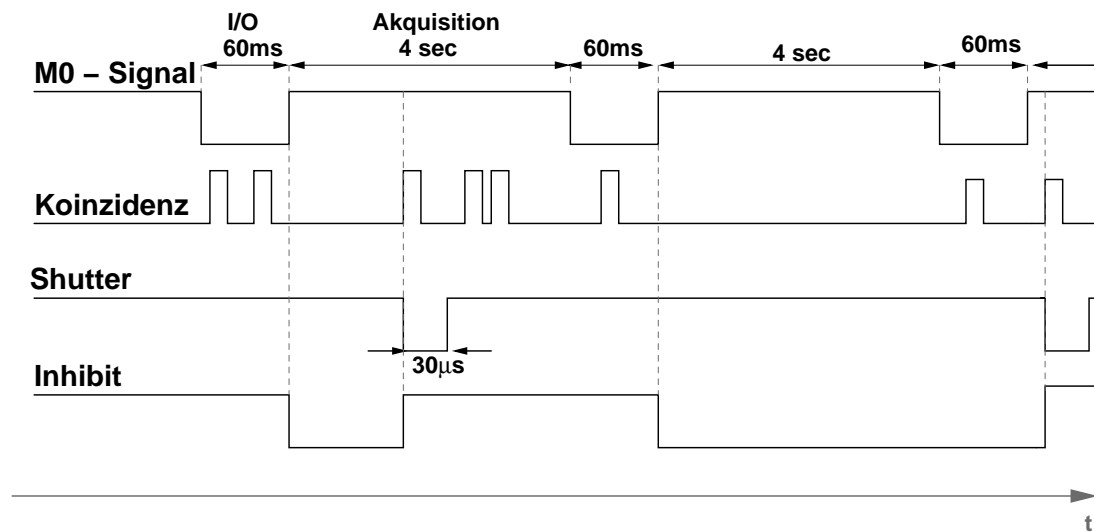 I/O
60ms
Akquisition
4 sec
60ms
4 sec
60ms
M0 – Signal
Koinzidenz
Shutter
30μs
Inhibit
t